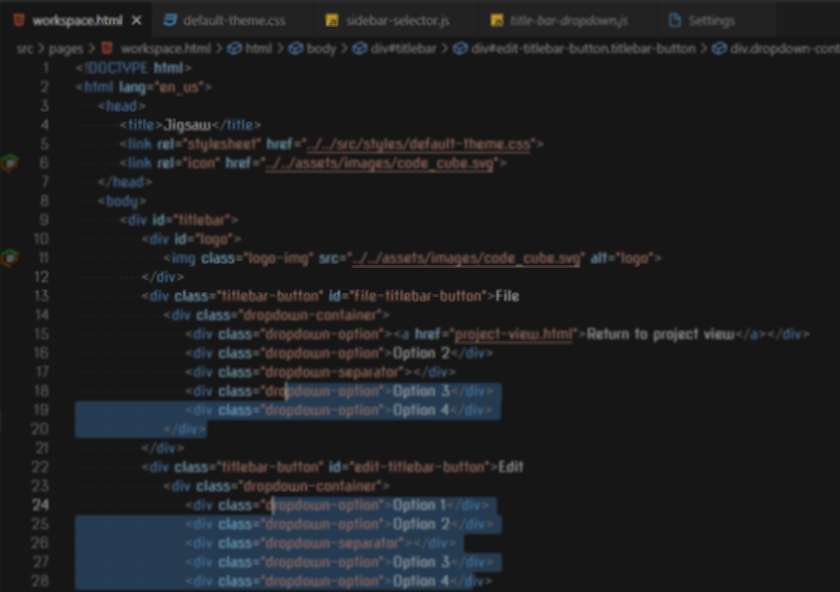 workspace.html × default-theme.css sidebar-selector.js title-bar-dropdown.js Settings
src > pages > workspace.html > html > body > div#titlebar > div#edit-titlebar-button.titlebar-button > div.dropdown-cont
1 <!DOCTYPE html>
2 <html lang="en_us">
3 <head>
4 <title>Jigsaw</title>
5 <link rel="stylesheet" href="../../src/styles/default-theme.css">
6 <link rel="icon" href="../../assets/images/code_cube.svg">
7 </head>
8 <body>
9 <div id="titlebar">
10 <div id="logo">
11 <img class="logo-img" src="../../assets/images/code_cube.svg" alt="logo">
12 </div>
13 <div class="titlebar-button" id="file-titlebar-button">File
14 <div class="dropdown-container">
15 <div class="dropdown-option"><a href="project-view.html">Return to project view</a></div>
16 <div class="dropdown-option">Option 2</div>
17 <div class="dropdown-separator"></div>
18 <div class="dropdown-option">Option 3</div>
19 <div class="dropdown-option">Option 4</div>
20 </div>
21 </div>
22 <div class="titlebar-button" id="edit-titlebar-button">Edit
23 <div class="dropdown-container">
24 <div class="dropdown-option">Option 1</div>
25 <div class="dropdown-option">Option 2</div>
26 <div class="dropdown-separator"></div>
27 <div class="dropdown-option">Option 3</div>
28 <div class="dropdown-option">Option 4</div>